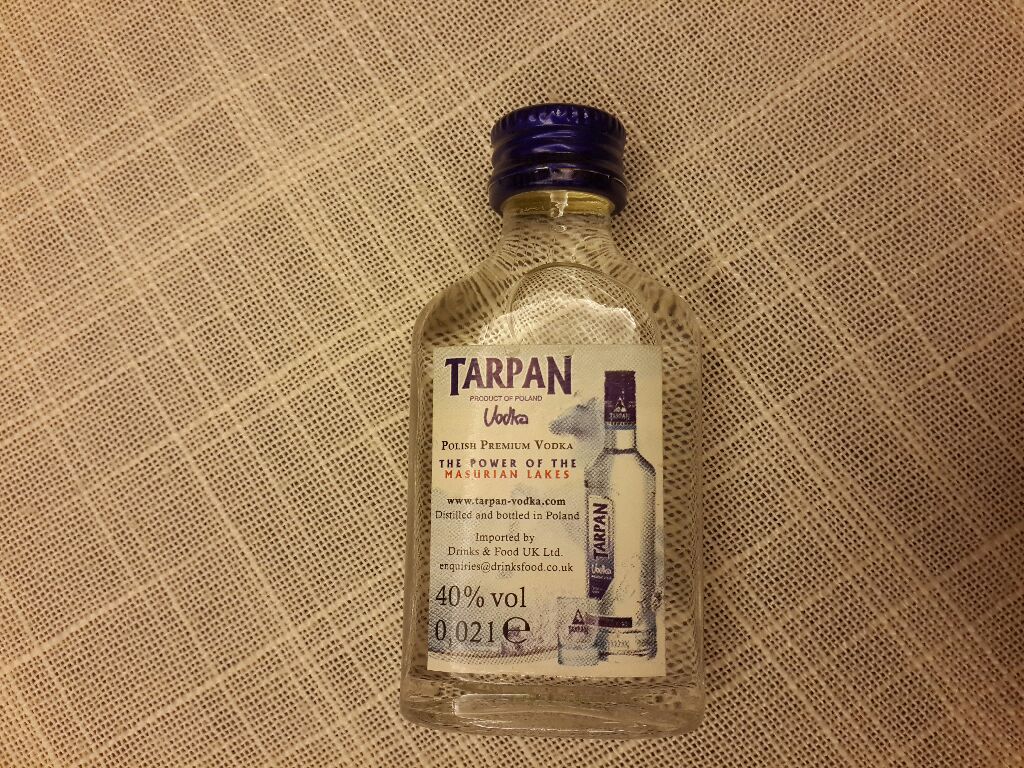 TARPAN
PRODUCT OF POLAND
Vodka
POLISH PREMIUM VODKA
THE POWER OF THE
MASURIAN LAKES
www.tarpan-vodka.com
Distilled and bottled in Poland
Imported by
Drinks & Food UK Ltd.
enquiries@drinksfood.co.uk
40% vol
0,02l ℮
TARPAN
TARPAN
Vodka
TARPAN